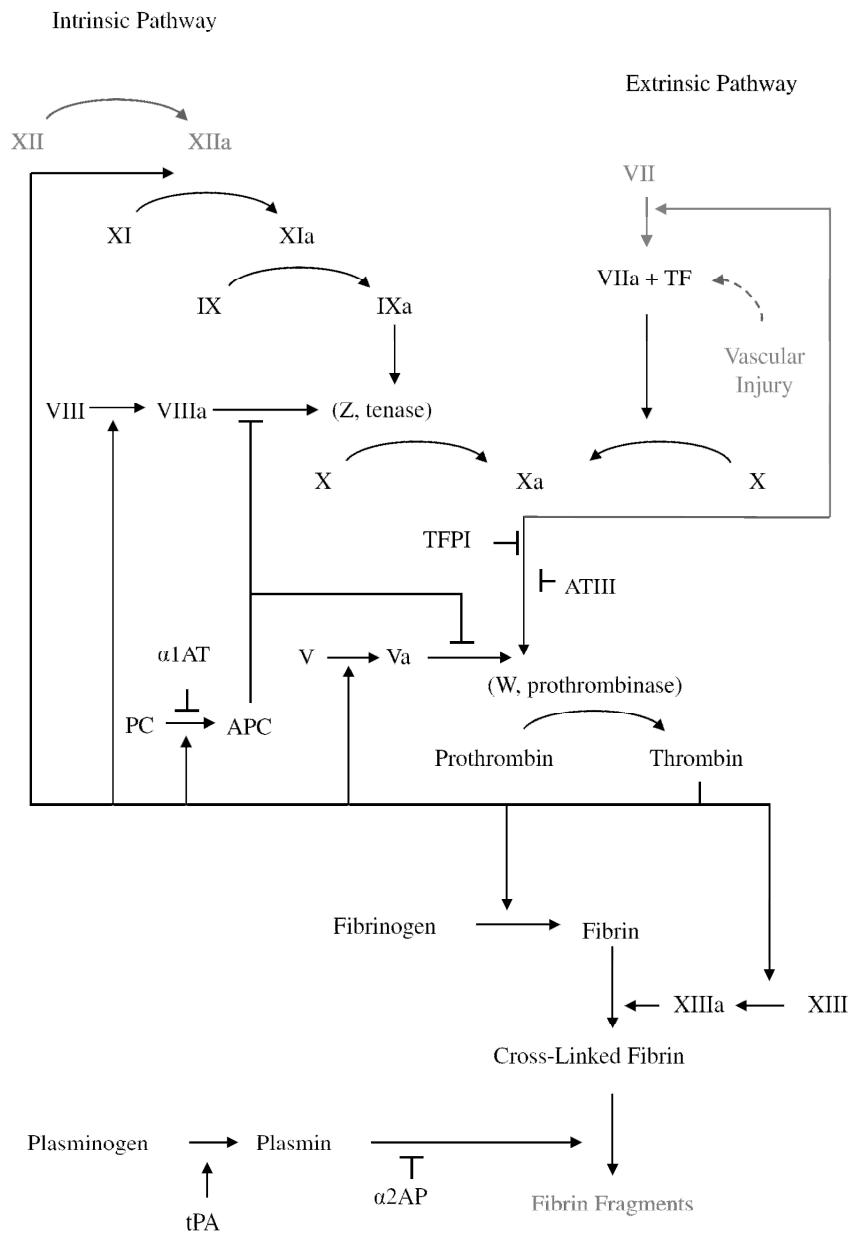 Intrinsic Pathway
Extrinsic Pathway
XII
XIIa
VII
XI
XIa
VIIa + TF
IX
IXa
Vascular
Injury
VIII
VIIIa
(Z, tenase)
X
Xa
X
TFPI
ATIII
α1AT
V
Va
(W, prothrombinase)
PC
APC
Prothrombin
Thrombin
Fibrinogen
Fibrin
XIIIa
XIII
Cross-Linked Fibrin
Plasminogen
Plasmin
α2AP
Fibrin Fragments
tPA